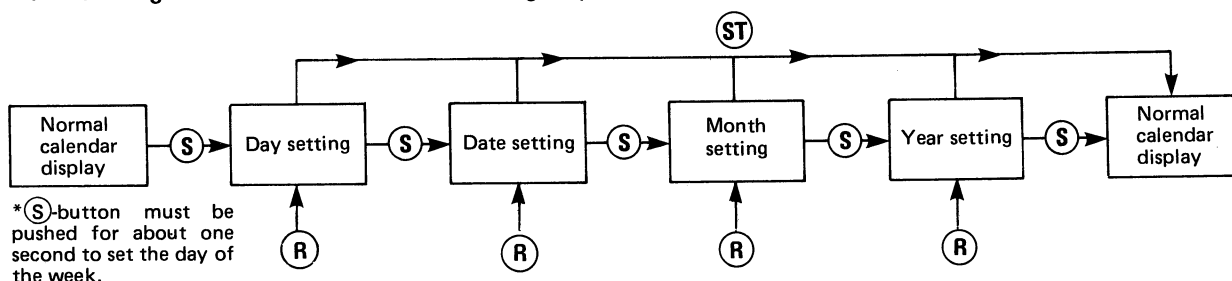 ST
Normal
calendar
display
S
Day setting
S
Date setting
S
Month
setting
S
Year setting
S
Normal
calendar
display
*Ⓢ-button must be
pushed for about one
second to set the day of
the week.
R
R
R
R